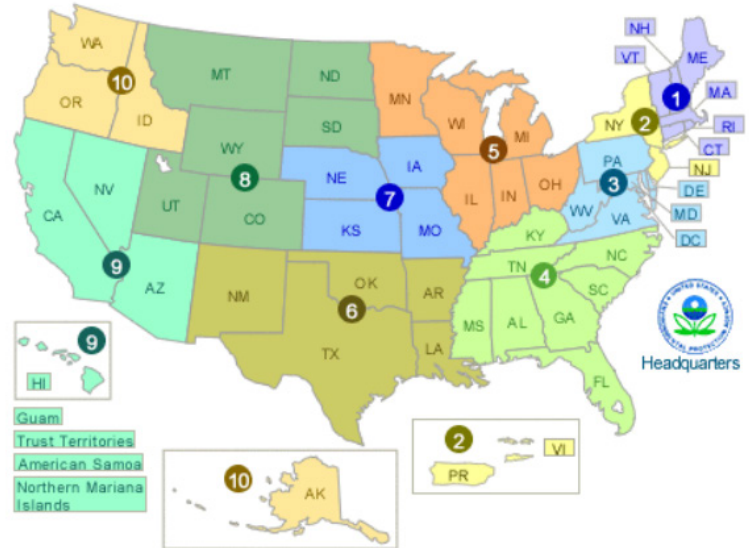 NH
VT
ME
WA
MT
ND
MN
10
1
MA
OR
ID
SD
WI
MI
NY
2
RI
CT
WY
5
PA
NJ
NV
8
NE
IA
3
DE
CA
UT
CO
7
IL
IN
OH
WV
VA
MD
KS
MO
KY
DC
9
AZ
NM
OK
AR
TN
4
NC
6
SC
MS
AL
GA
TX
LA
FL
UNITED STATES
ENVIRONMENTAL PROTECTION AGENCY
Headquarters
9
HI
Guam
Trust Territories
American Samoa
Northern Mariana
Islands
10
AK
2
VI
PR